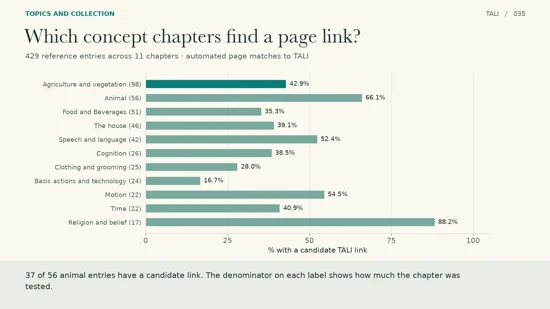 TOPICS AND COLLECTION
TALI / 035
Which concept chapters find a page link?
429 reference entries across 11 chapters · automated page matches to TALI
Agriculture and vegetation (98) 42.9%
Animal (56) 66.1%
Food and Beverages (51) 35.3%
The house (46) 39.1%
Speech and language (42) 52.4%
Cognition (26) 38.5%
Clothing and grooming (25) 28.0%
Basic actions and technology (24) 16.7%
Motion (22) 54.5%
Time (22) 40.9%
Religion and belief (17) 88.2%
0 25 50 75 100
% with a candidate TALI link
37 of 56 animal entries have a candidate link. The denominator on each label shows how much the chapter was
tested.